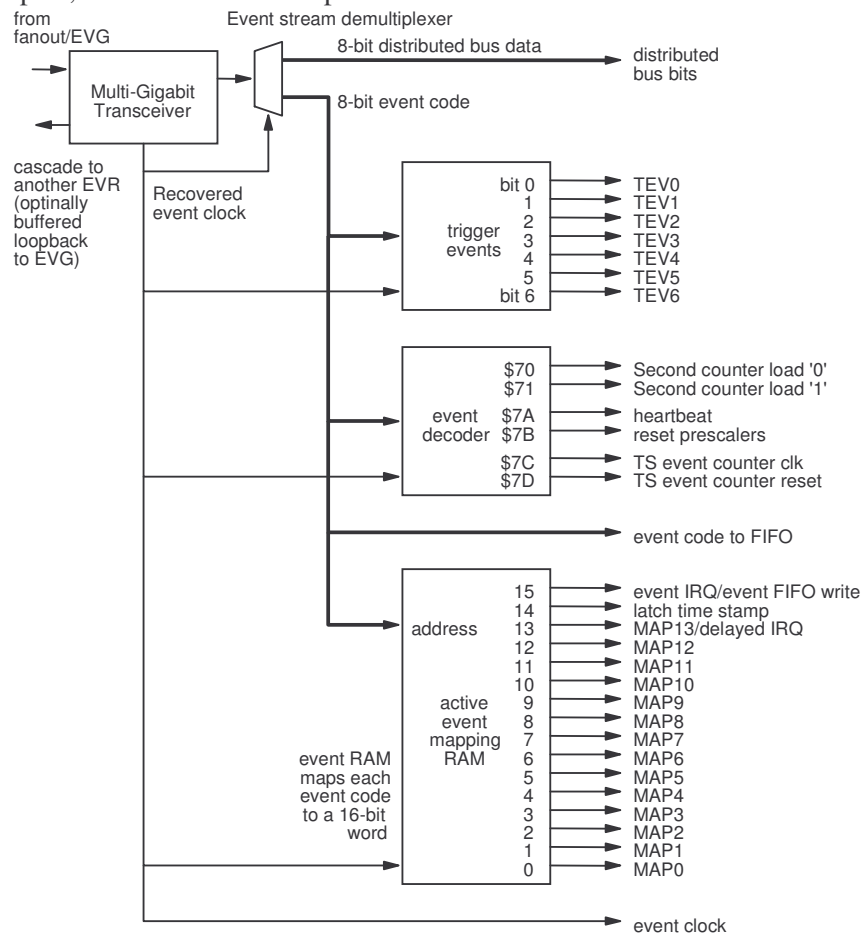 from
fanout/EVG
Event stream demultiplexer
8-bit distributed bus data
distributed
bus bits
Multi-Gigabit
Transceiver
8-bit event code
cascade to
another EVR
(optinally
buffered
loopback
to EVG)
Recovered
event clock
trigger
events
bit 0
1
2
3
4
5
bit 6
TEV0
TEV1
TEV2
TEV3
TEV4
TEV5
TEV6
event
decoder
$70
$71
$7A
$7B
$7C
$7D
Second counter load '0'
Second counter load '1'
heartbeat
reset prescalers
TS event counter clk
TS event counter reset
event code to FIFO
address
active
event
mapping
RAM
event RAM
maps each
event code
to a 16-bit
word
15
14
13
12
11
10
9
8
7
6
5
4
3
2
1
0
event IRQ/event FIFO write
latch time stamp
MAP13/delayed IRQ
MAP12
MAP11
MAP10
MAP9
MAP8
MAP7
MAP6
MAP5
MAP4
MAP3
MAP2
MAP1
MAP0
event clock